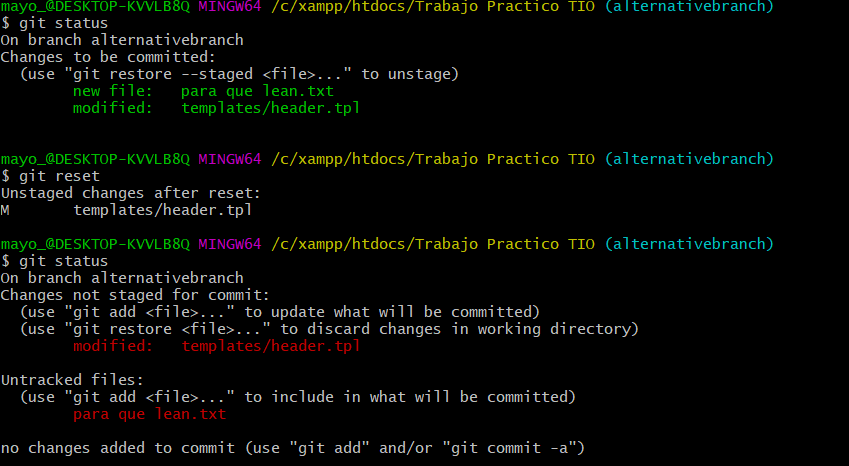 mayo_@DESKTOP-KVVLB8Q MINGW64 /c/xampp/htdocs/Trabajo Practico TIO (alternativebranch)
$ git status
On branch alternativebranch
Changes to be committed:
  (use "git restore --staged <file>..." to unstage)
        new file:   para que lean.txt
        modified:   templates/header.tpl

mayo_@DESKTOP-KVVLB8Q MINGW64 /c/xampp/htdocs/Trabajo Practico TIO (alternativebranch)
$ git reset
Unstaged changes after reset:
M       templates/header.tpl

mayo_@DESKTOP-KVVLB8Q MINGW64 /c/xampp/htdocs/Trabajo Practico TIO (alternativebranch)
$ git status
On branch alternativebranch
Changes not staged for commit:
  (use "git add <file>..." to update what will be committed)
  (use "git restore <file>..." to discard changes in working directory)
        modified:   templates/header.tpl

Untracked files:
  (use "git add <file>..." to include in what will be committed)
        para que lean.txt

no changes added to commit (use "git add" and/or "git commit -a")